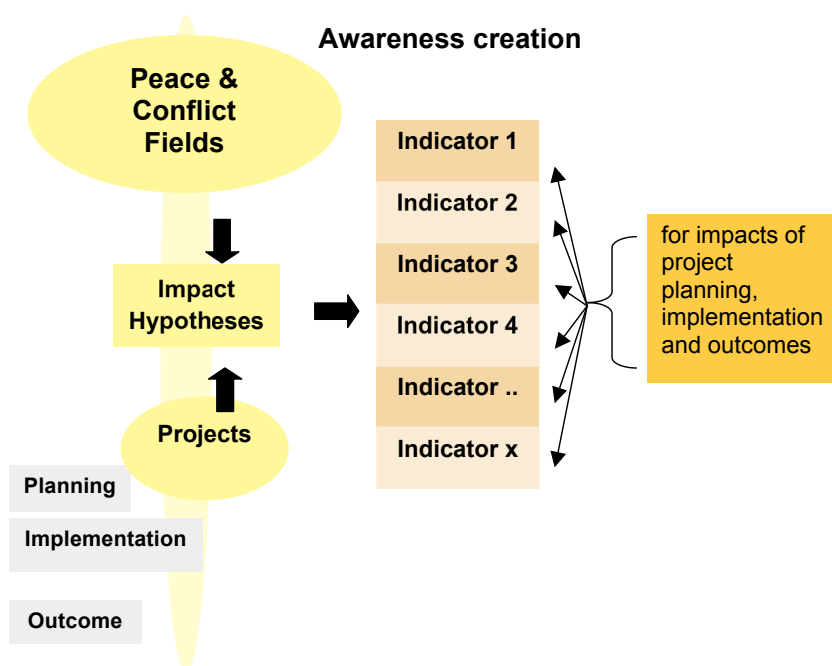 Awareness creation
Peace &
Conflict
Fields
Impact
Hypotheses
Projects
Planning
Implementation
Outcome
Indicator 1
Indicator 2
Indicator 3
Indicator 4
Indicator ..
Indicator x
for impacts of
project
planning,
implementation
and outcomes